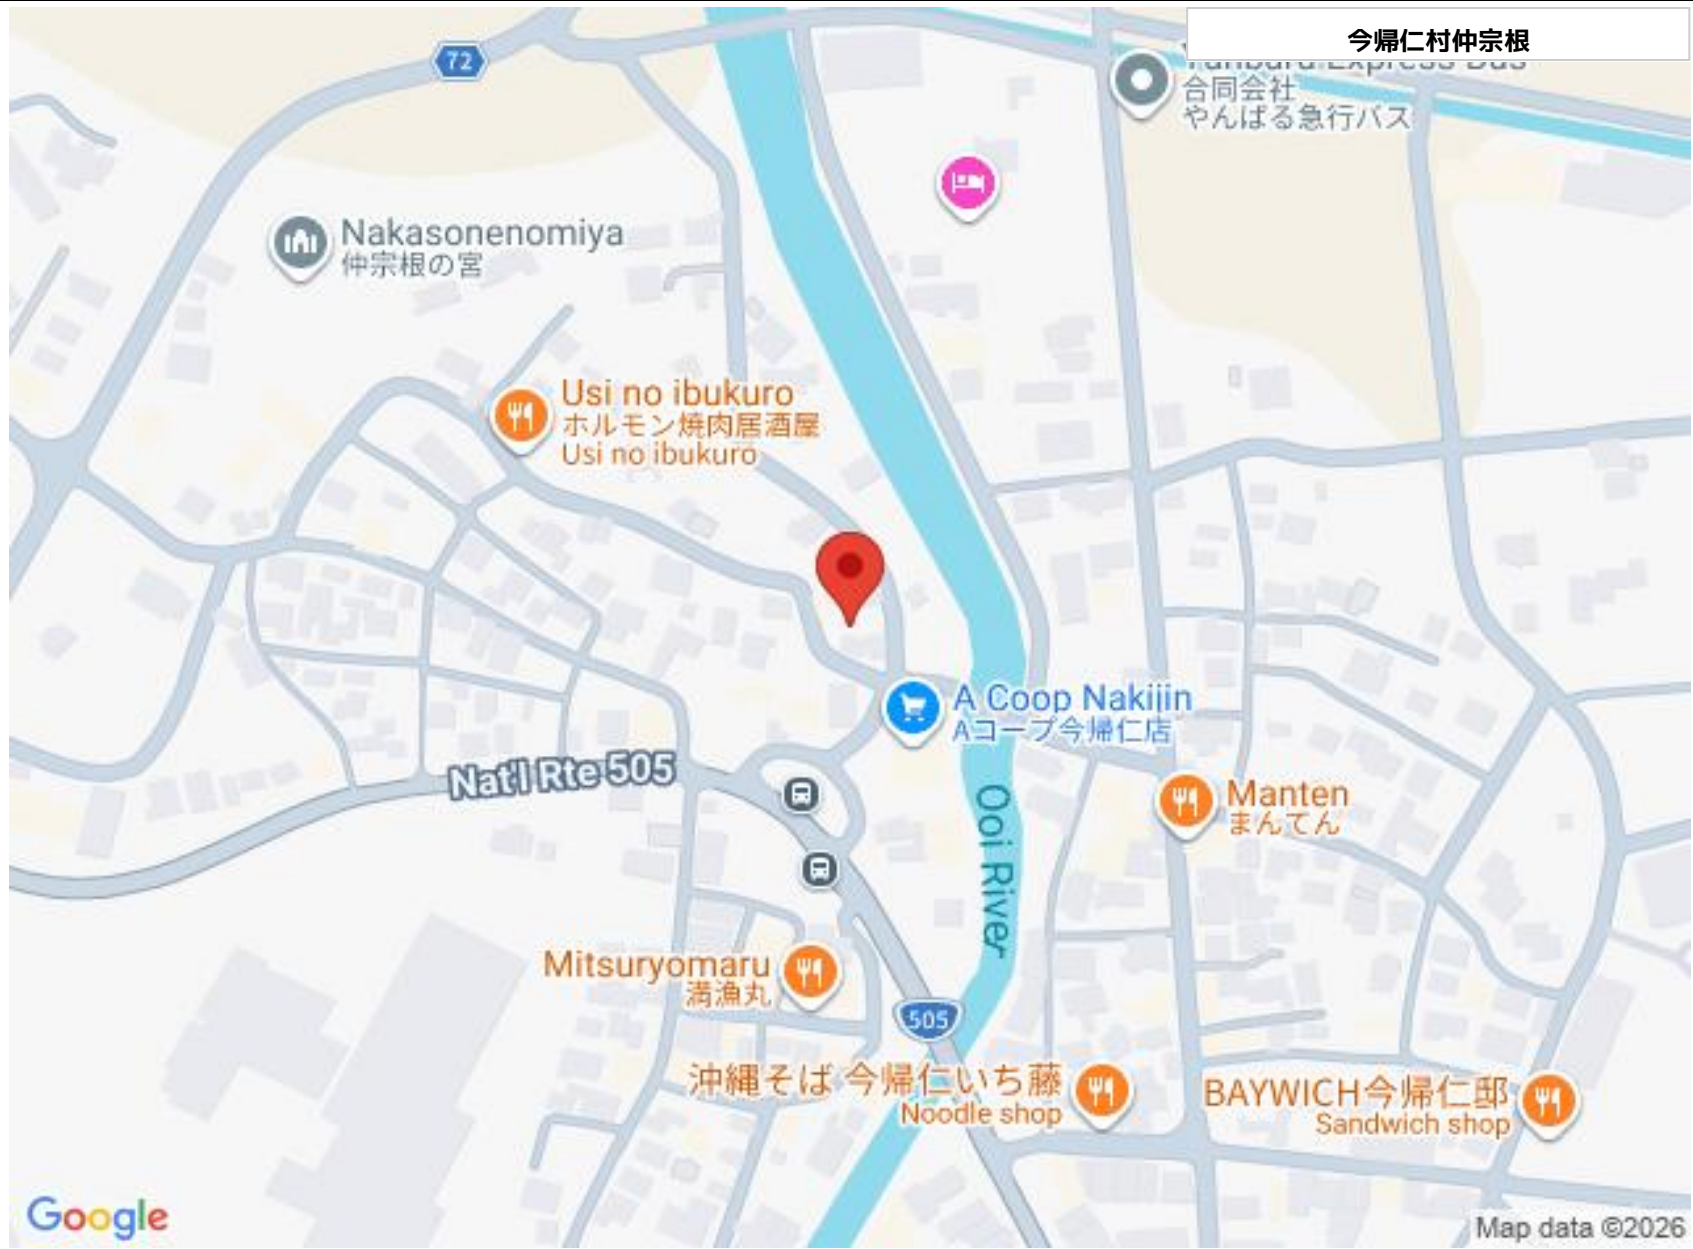 今帰仁村仲宗根
72
Yanbaru Express Bus
合同会社
やんばる急行バス
Nakasonenomiya
仲宗根の宮
Usi no ibukuro
ホルモン焼肉居酒屋
Usi no ibukuro
A Coop Nakijin
Aコープ今帰仁店
Nat'l Rte 505
Manten
まんてん
Ooi River
Mitsuryomaru
満漁丸
505
沖縄そば 今帰仁いち藤
Noodle shop
BAYWICH今帰仁邸
Sandwich shop
Google
Map data ©2026